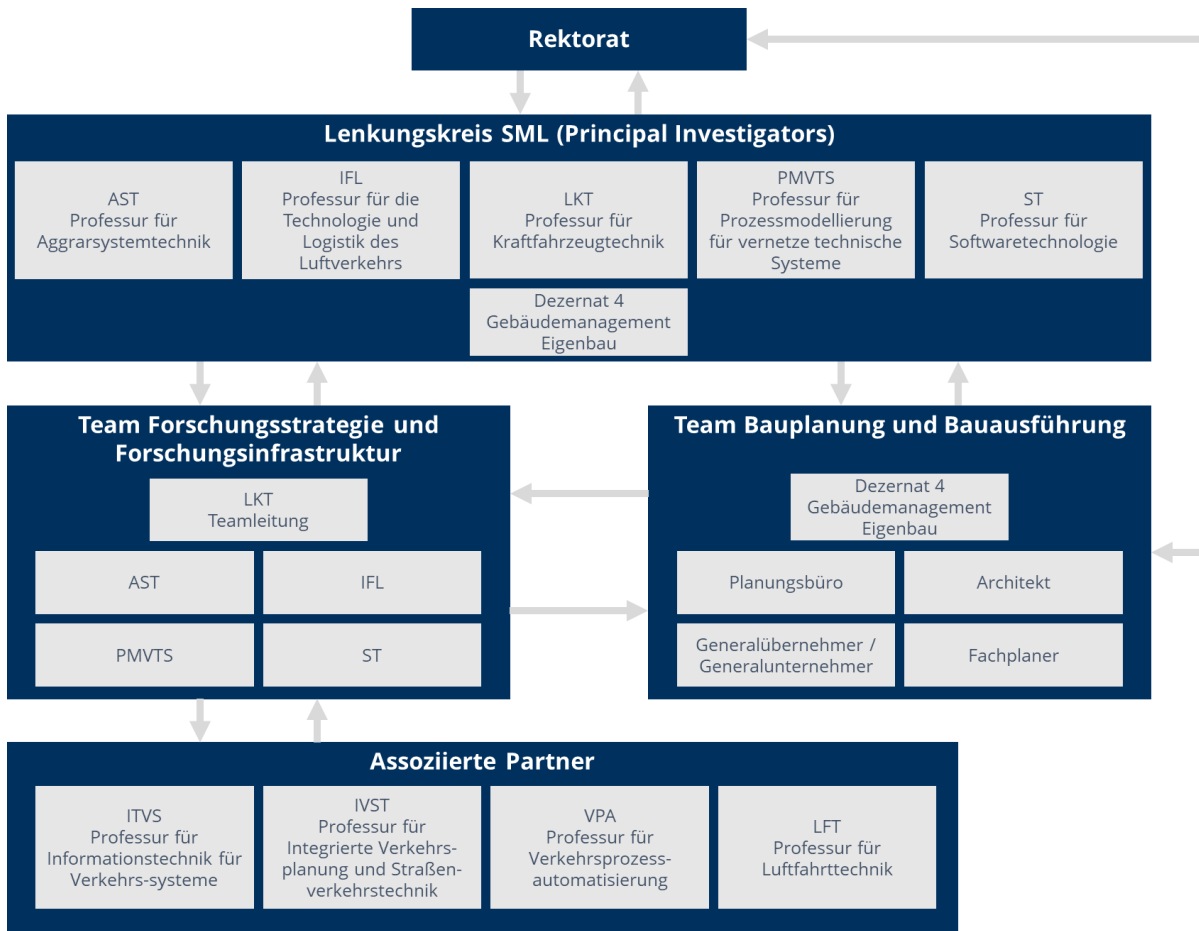 Rektorat
Lenkungskreis SML (Principal Investigators)
AST
Professur für
Aggrarsystemtechnik
IFL
Professur für die
Technologie und
Logistik des
Luftverkehrs
LKT
Professur für
Kraftfahrzeugtechnik
PMVTS
Professur für
Prozessmodellierung
für vernetze technische
Systeme
ST
Professur für
Softwaretechnologie
Dezernat 4
Gebäudemanagement
Eigenbau
Team Forschungsstrategie und
Forschungsinfrastruktur
LKT
Teamleitung
AST
IFL
PMVTS
ST
Team Bauplanung und Bauausführung
Dezernat 4
Gebäudemanagement
Eigenbau
Planungsbüro
Architekt
Generalübernehmer /
Generalunternehmer
Fachplaner
Assoziierte Partner
ITVS
Professur für
Informationstechnik für
Verkehrs-systeme
IVST
Professur für
Integrierte Verkehrs-
planung und Straßen-
verkehrstechnik
VPA
Professur für
Verkehrsprozess-
automatisierung
LFT
Professur für
Luftfahrttechnik